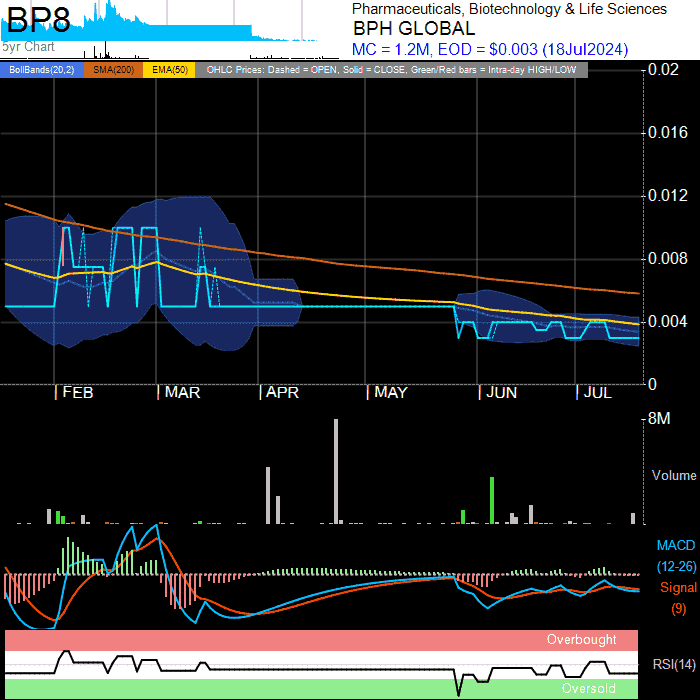 BP8
5yr Chart
Pharmaceuticals, Biotechnology & Life Sciences
BPH GLOBAL
MC = 1.2M, EOD = $0.003 (18Jul2024)
BollBands(20,2) SMA(200) EMA(50) OHLC Prices: Dashed = OPEN, Solid = CLOSE, Green/Red bars = Intra-day HIGH/LOW
0.02
0.016
0.012
0.008
0.004
0
FEB MAR APR MAY JUN JUL
8M
Volume
MACD
(12-26)
Signal
(9)
Overbought
RSI(14)
Oversold